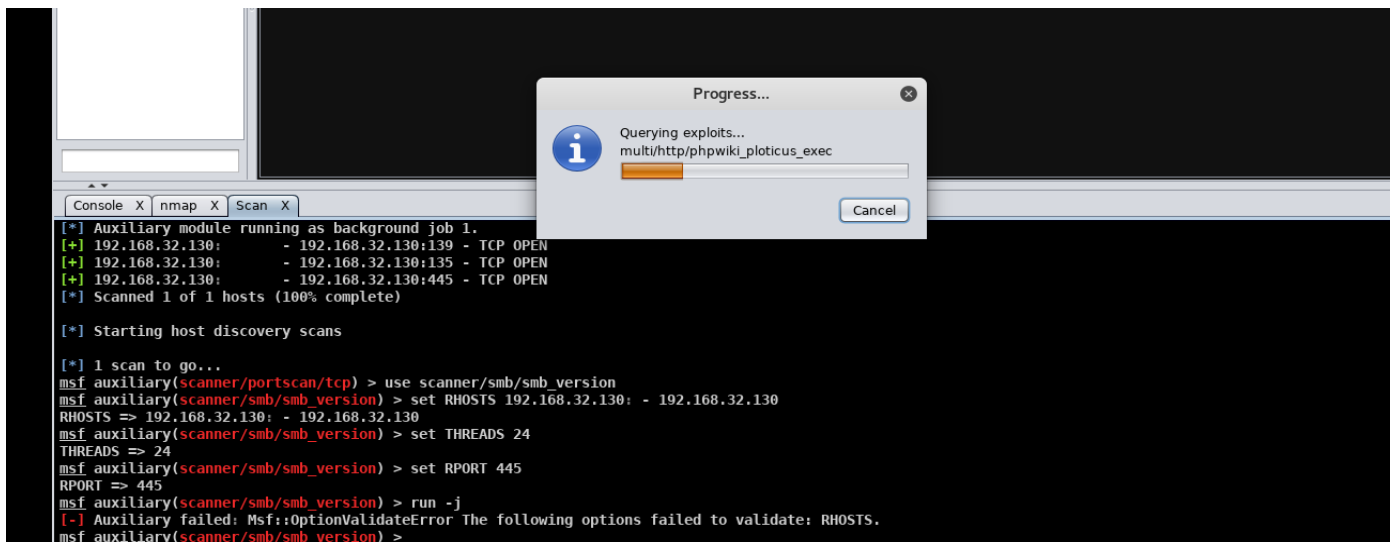 Progress...
Querying exploits...
multi/http/phpwiki_ploticus_exec
Cancel
Console X nmap X Scan X
[*] Auxiliary module running as background job 1.
[+] 192.168.32.130:       - 192.168.32.130:139 - TCP OPEN
[+] 192.168.32.130:       - 192.168.32.130:135 - TCP OPEN
[+] 192.168.32.130:       - 192.168.32.130:445 - TCP OPEN
[*] Scanned 1 of 1 hosts (100% complete)
[*] Starting host discovery scans
[*] 1 scan to go...
msf auxiliary(scanner/portscan/tcp) > use scanner/smb/smb_version
msf auxiliary(scanner/smb/smb_version) > set RHOSTS 192.168.32.130: - 192.168.32.130
RHOSTS => 192.168.32.130: - 192.168.32.130
msf auxiliary(scanner/smb/smb_version) > set THREADS 24
THREADS => 24
msf auxiliary(scanner/smb/smb_version) > set RPORT 445
RPORT => 445
msf auxiliary(scanner/smb/smb_version) > run -j
[-] Auxiliary failed: Msf::OptionValidateError The following options failed to validate: RHOSTS.
msf auxiliary(scanner/smb/smb_version) >